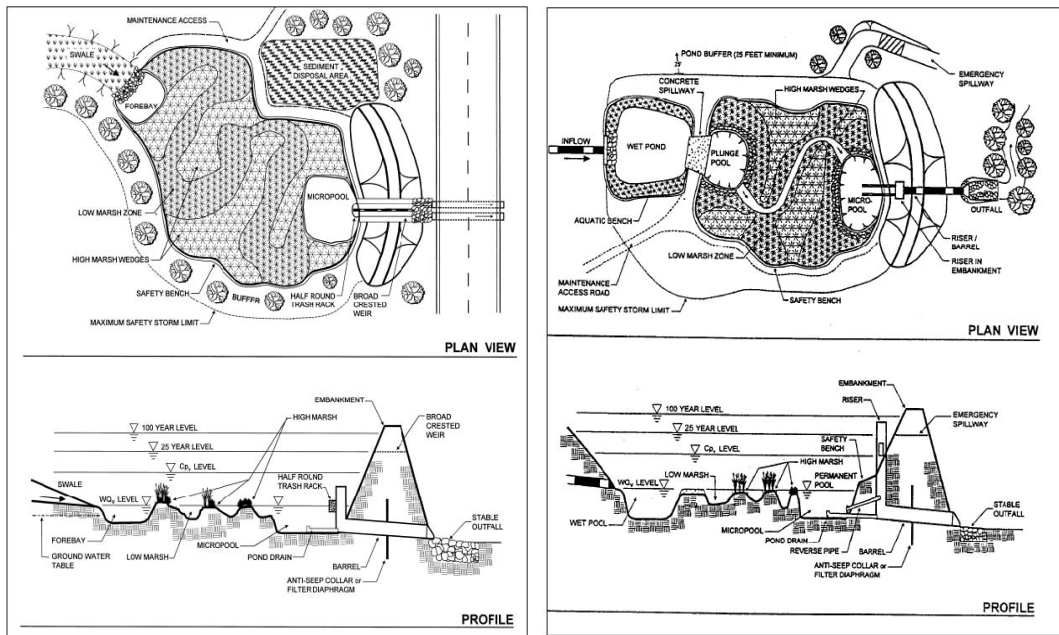 MAINTENANCE ACCESS
SWALE
SEDIMENT
DISPOSAL AREA
FOREBAY
MICROPOOL
LOW MARSH ZONE
HIGH MARSH WEDGES
SAFETY BENCH
BUFFFR
MAXIMUM SAFETY STORM LIMIT
HALF ROUND
TRASH RACK
BROAD
CRESTED
WEIR
PLAN VIEW
EMBANKMENT
HIGH MARSH
BROAD
CRESTED
WEIR
100 YEAR LEVEL
25 YEAR LEVEL
Cpv LEVEL
HALF ROUND
TRASH RACK
SWALE
WQv LEVEL
STABLE
OUTFALL
FOREBAY
MICROPOOL
LOW MARSH
POND DRAIN
GROUND WATER
TABLE
BARREL
ANTI-SEEP COLLAR or
FILTER DIAPHRAGM
PROFILE
POND BUFFER (25 FEET MINIMUM)
25'
CONCRETE
SPILLWAY
HIGH MARSH WEDGES
EMERGENCY
SPILLWAY
INFLOW
WET POND
PLUNGE
POOL
MICRO-
POOL
OUTFALL
AQUATIC BENCH
RISER /
BARREL
LOW MARSH ZONE
RISER IN
EMBANKMENT
MAINTENANCE
ACCESS ROAD
SAFETY BENCH
MAXIMUM SAFETY STORM LIMIT
PLAN VIEW
EMBANKMENT
RISER
100 YEAR LEVEL
EMERGENCY
SPILLWAY
25 YEAR LEVEL
SAFETY
BENCH
Cpv LEVEL
HIGH MARSH
LOW MARSH
PERMANENT
POOL
WQv LEVEL
WET POOL
STABLE
OUTFALL
MICROPOOL
POND DRAIN
REVERSE PIPE
BARREL
ANTI-SEEP COLLAR or
FILTER DIAPHRAGM
PROFILE